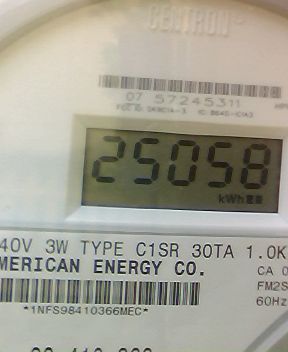 CENTRON
07 57245311
25058
kWh
40V 3W TYPE C1SR 30TA 1.0K
MERICAN ENERGY CO.
CA 0
FM2S
60Hz
*1NFS98410366MEC*